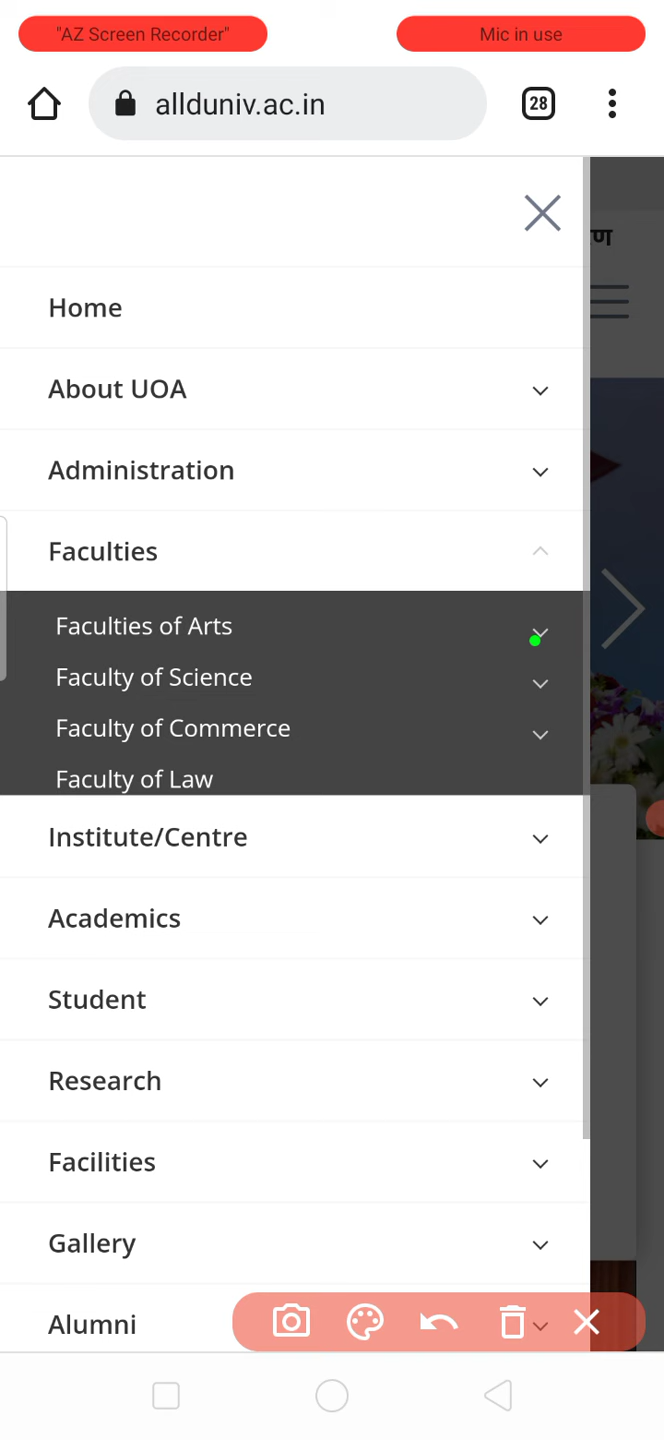 "AZ Screen Recorder"
Mic in use
allduniv.ac.in
28
Home
About UOA
Administration
Faculties
Faculties of Arts
Faculty of Science
Faculty of Commerce
Faculty of Law
Institute/Centre
Academics
Student
Research
Facilities
Gallery
Alumni